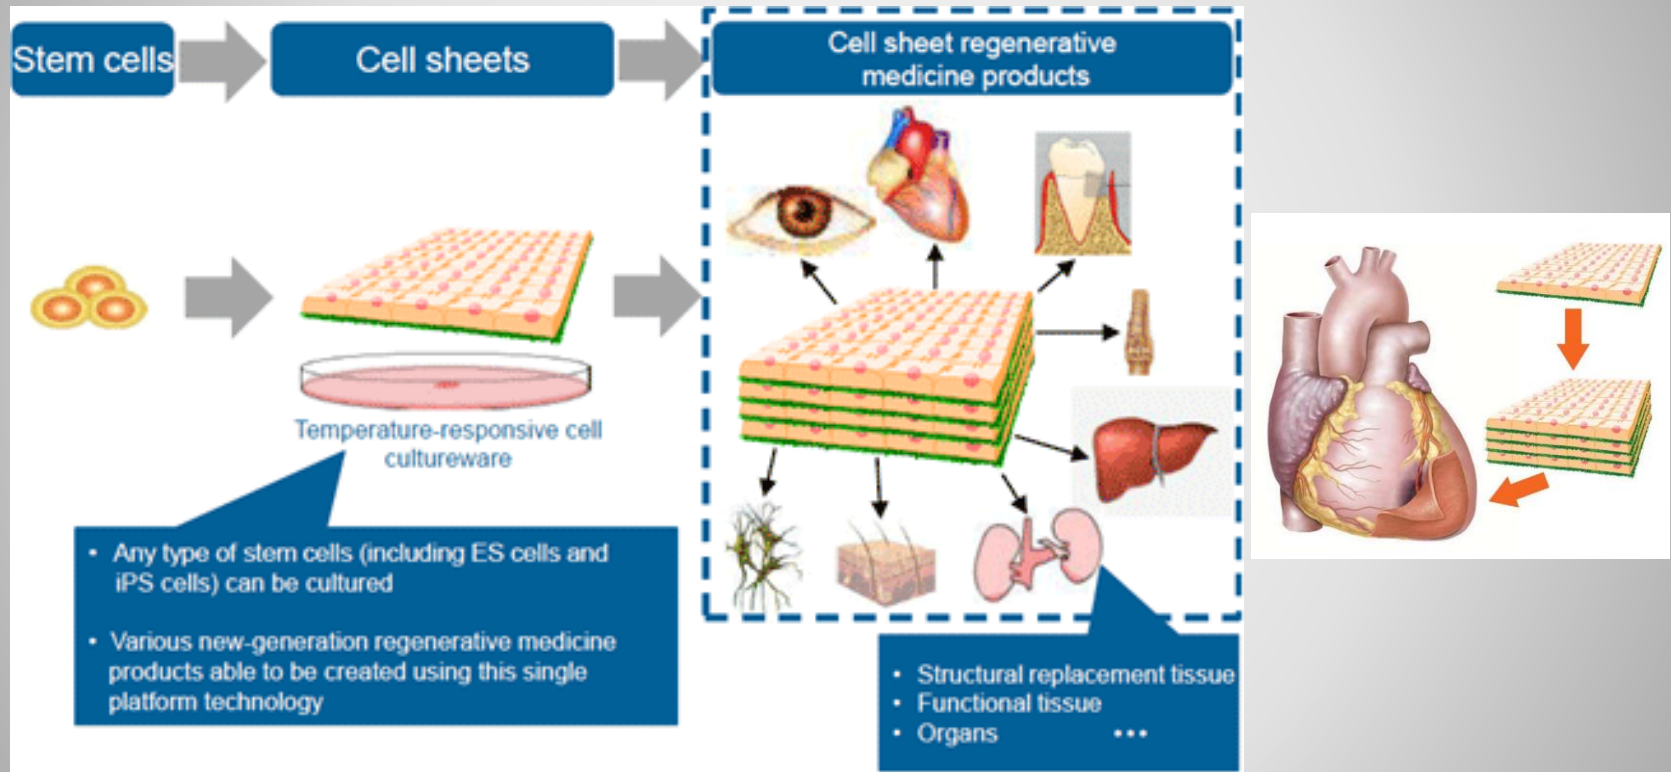 Stem cells
Cell sheets
Cell sheet regenerative
medicine products
Temperature-responsive cell
cultureware
• Any type of stem cells (including ES cells and
iPS cells) can be cultured
• Various new-generation regenerative medicine
products able to be created using this single
platform technology
• Structural replacement tissue
• Functional tissue
• Organs •••